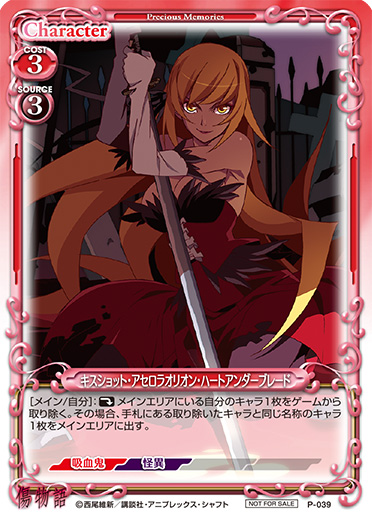 Precious Memories
Character
COST
3
SOURCE
3
キスショット・アセロラオリオン・ハートアンダーブレード
[メイン/自分]:メインエリアにいる自分のキャラ1枚をゲームから
取り除く。その場合、手札にある取り除いたキャラと同じ名称のキャラ
1枚をメインエリアに出す。
吸血鬼 怪異
傷物語
©西尾維新/講談社・アニプレックス・シャフト NOT FOR SALE P-039